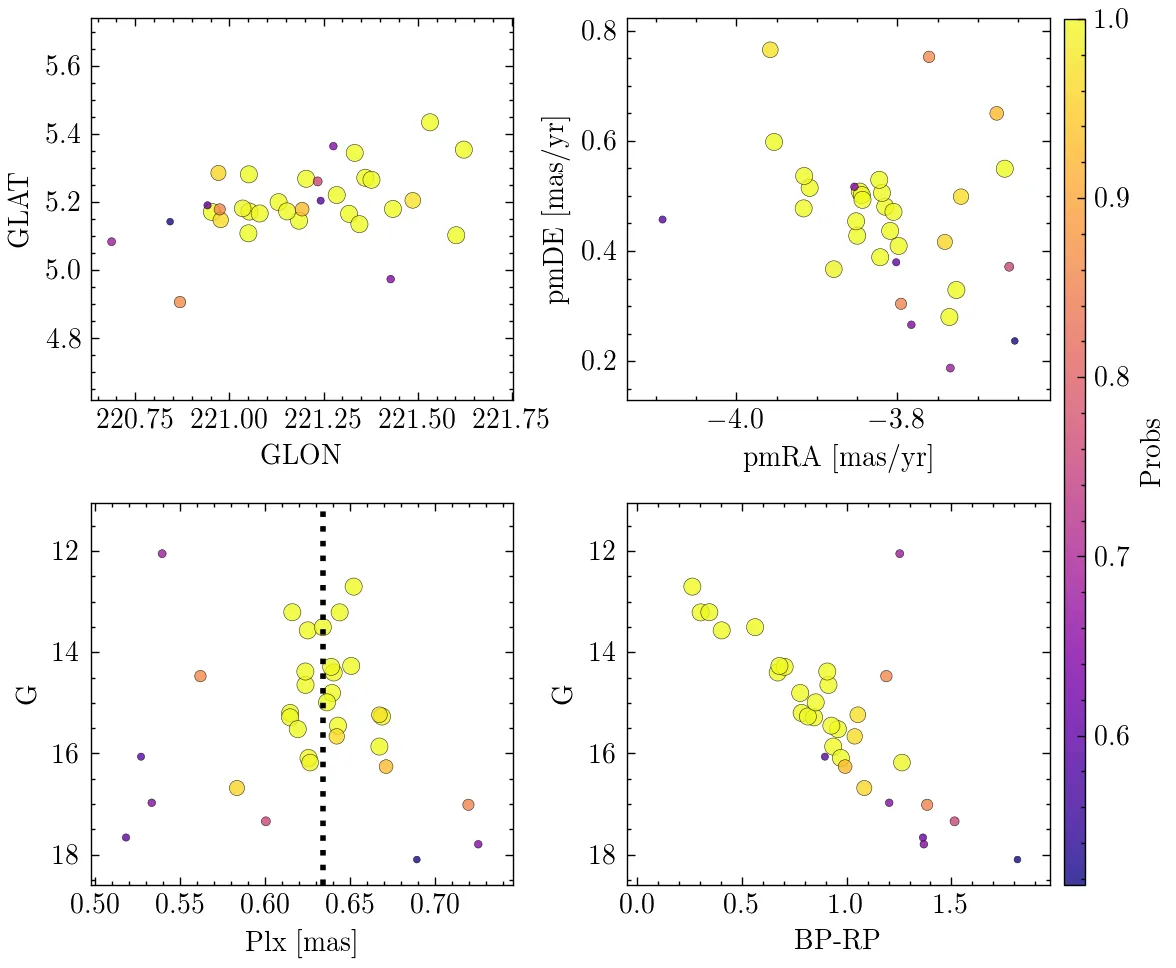 5.6
5.4
5.2
5.0
4.8
GLAT
220.75 221.00 221.25 221.50 221.75
GLON
0.8
0.6
0.4
0.2
pmDE [mas/yr]
−4.0 −3.8
pmRA [mas/yr]
1.0
0.9
0.8
0.7
0.6
Probs
12
14
16
18
G
0.50 0.55 0.60 0.65 0.70
Plx [mas]
12
14
16
18
G
0.0 0.5 1.0 1.5
BP-RP